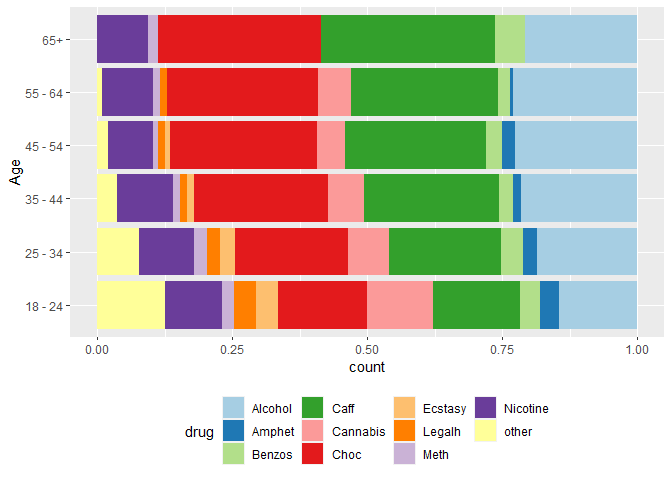 65+
55 - 64
45 - 54
35 - 44
25 - 34
18 - 24
Age
0.00 0.25 0.50 0.75 1.00
count
drug
Alcohol Caff Ecstasy Nicotine
Amphet Cannabis Legalh other
Benzos Choc Meth